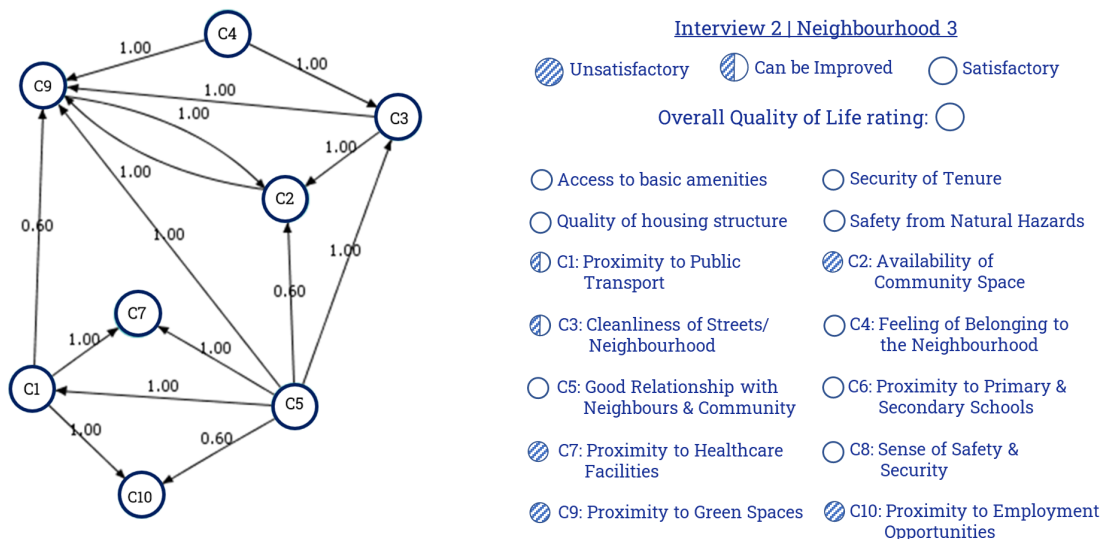 C4
1.00
1.00
C9
1.00
1.00
C3
1.00
1.00
C2
0.60
1.00
1.00
0.60
C7
1.00
1.00
C1
1.00
C5
1.00
0.60
C10
Interview 2 | Neighbourhood 3
Unsatisfactory
Can be Improved
Satisfactory
Overall Quality of Life rating:
Access to basic amenities
Security of Tenure
Quality of housing structure
Safety from Natural Hazards
C1: Proximity to Public
Transport
C2: Availability of
Community Space
C3: Cleanliness of Streets/
Neighbourhood
C4: Feeling of Belonging to
the Neighbourhood
C5: Good Relationship with
Neighbours & Community
C6: Proximity to Primary &
Secondary Schools
C7: Proximity to Healthcare
Facilities
C8: Sense of Safety &
Security
C9: Proximity to Green Spaces
C10: Proximity to Employment
Opportunities